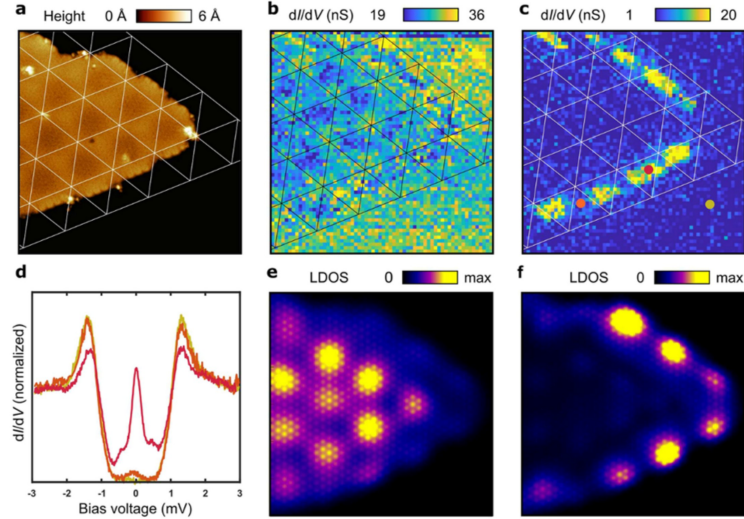 a Height 0 Å 6 Å
b dI/dV (nS) 19 36
c dI/dV (nS) 1 20
d
dI/dV (normalized)
-3 -2 -1 0 1 2 3
Bias voltage (mV)
e LDOS 0 max
f LDOS 0 max